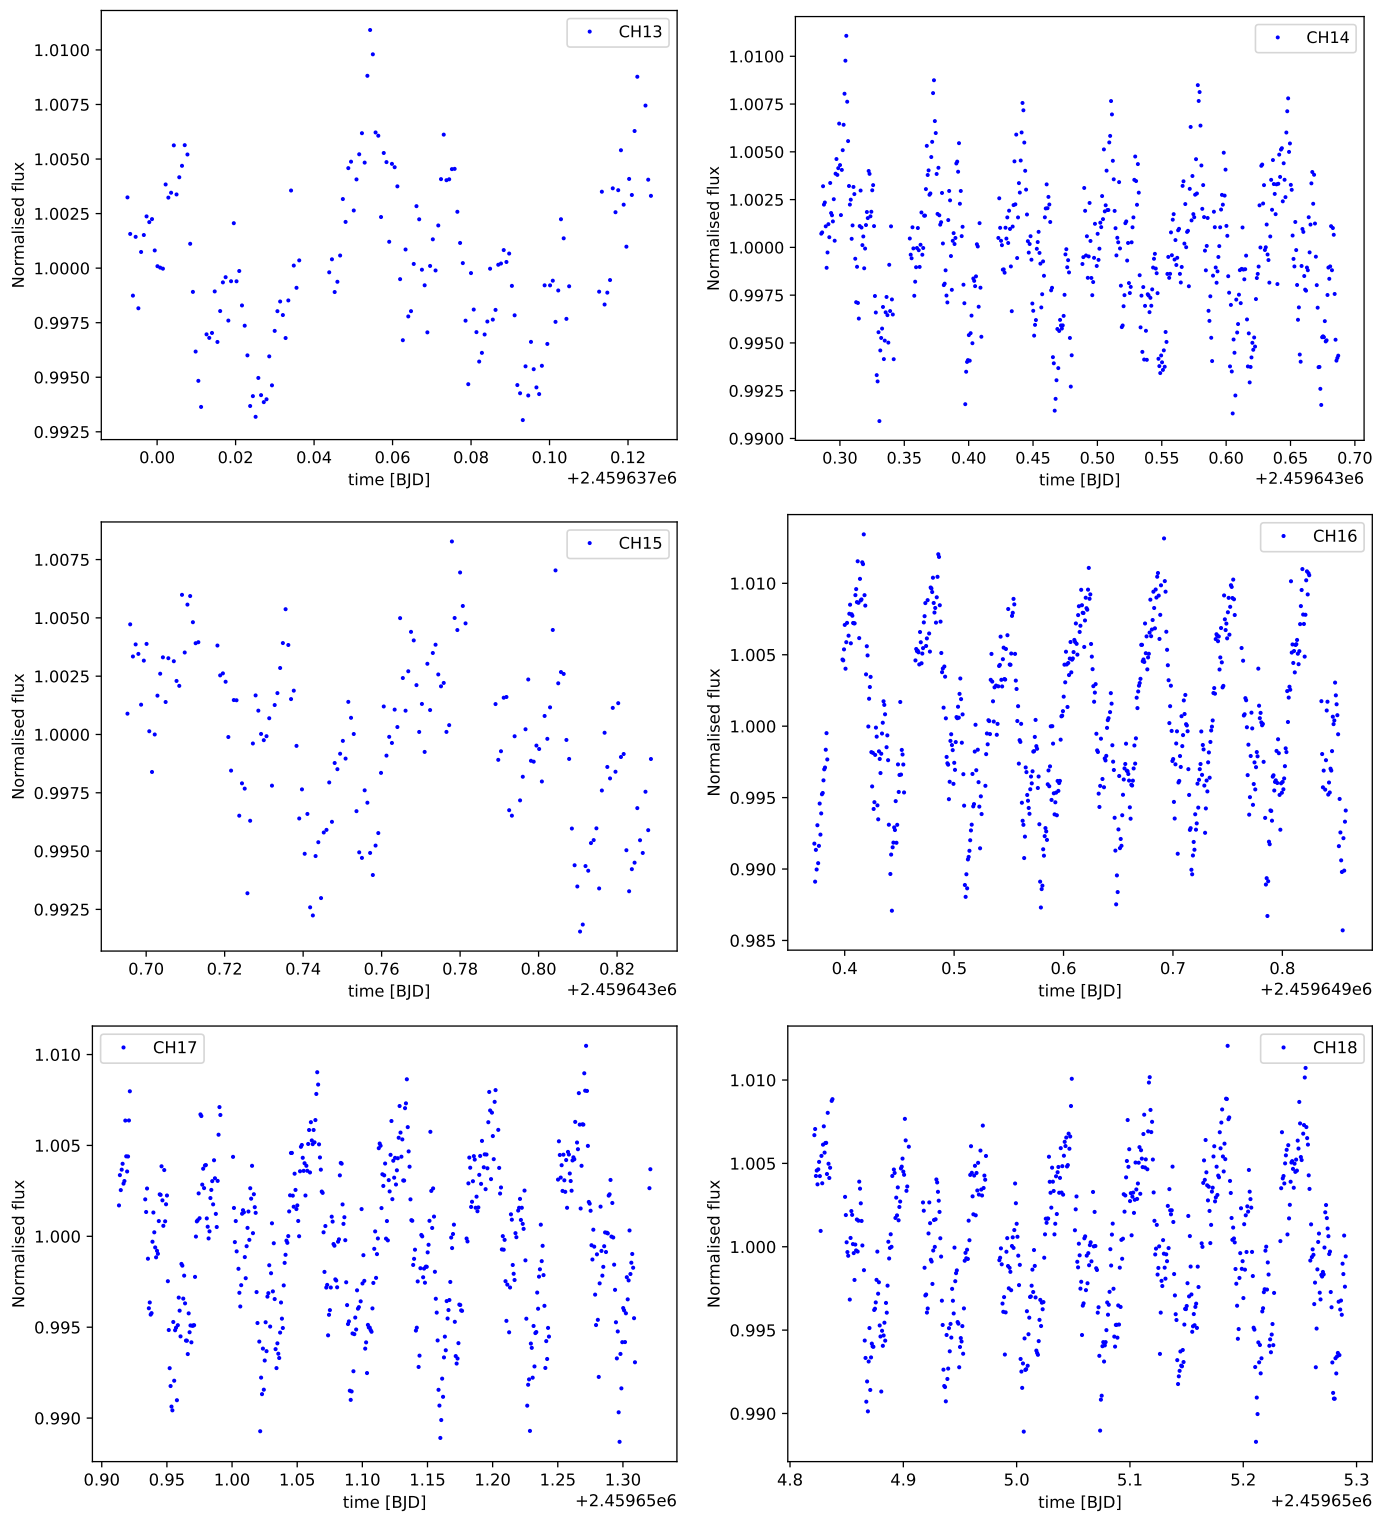 CH13
1.0100
1.0075
1.0050
1.0025
1.0000
0.9975
0.9950
0.9925
Normalised flux
0.00 0.02 0.04 0.06 0.08 0.10 0.12
time [BJD]
+2.459637e6
CH14
1.0100
1.0075
1.0050
1.0025
1.0000
0.9975
0.9950
0.9925
0.9900
Normalised flux
0.30 0.35 0.40 0.45 0.50 0.55 0.60 0.65 0.70
time [BJD]
+2.459643e6
CH15
1.0075
1.0050
1.0025
1.0000
0.9975
0.9950
0.9925
Normalised flux
0.70 0.72 0.74 0.76 0.78 0.80 0.82
time [BJD]
+2.459643e6
CH16
1.010
1.005
1.000
0.995
0.990
0.985
Normalised flux
0.4 0.5 0.6 0.7 0.8
time [BJD]
+2.459649e6
CH17
1.010
1.005
1.000
0.995
0.990
Normalised flux
0.90 0.95 1.00 1.05 1.10 1.15 1.20 1.25 1.30
time [BJD]
+2.45965e6
CH18
1.010
1.005
1.000
0.995
0.990
Normalised flux
4.8 4.9 5.0 5.1 5.2 5.3
time [BJD]
+2.45965e6